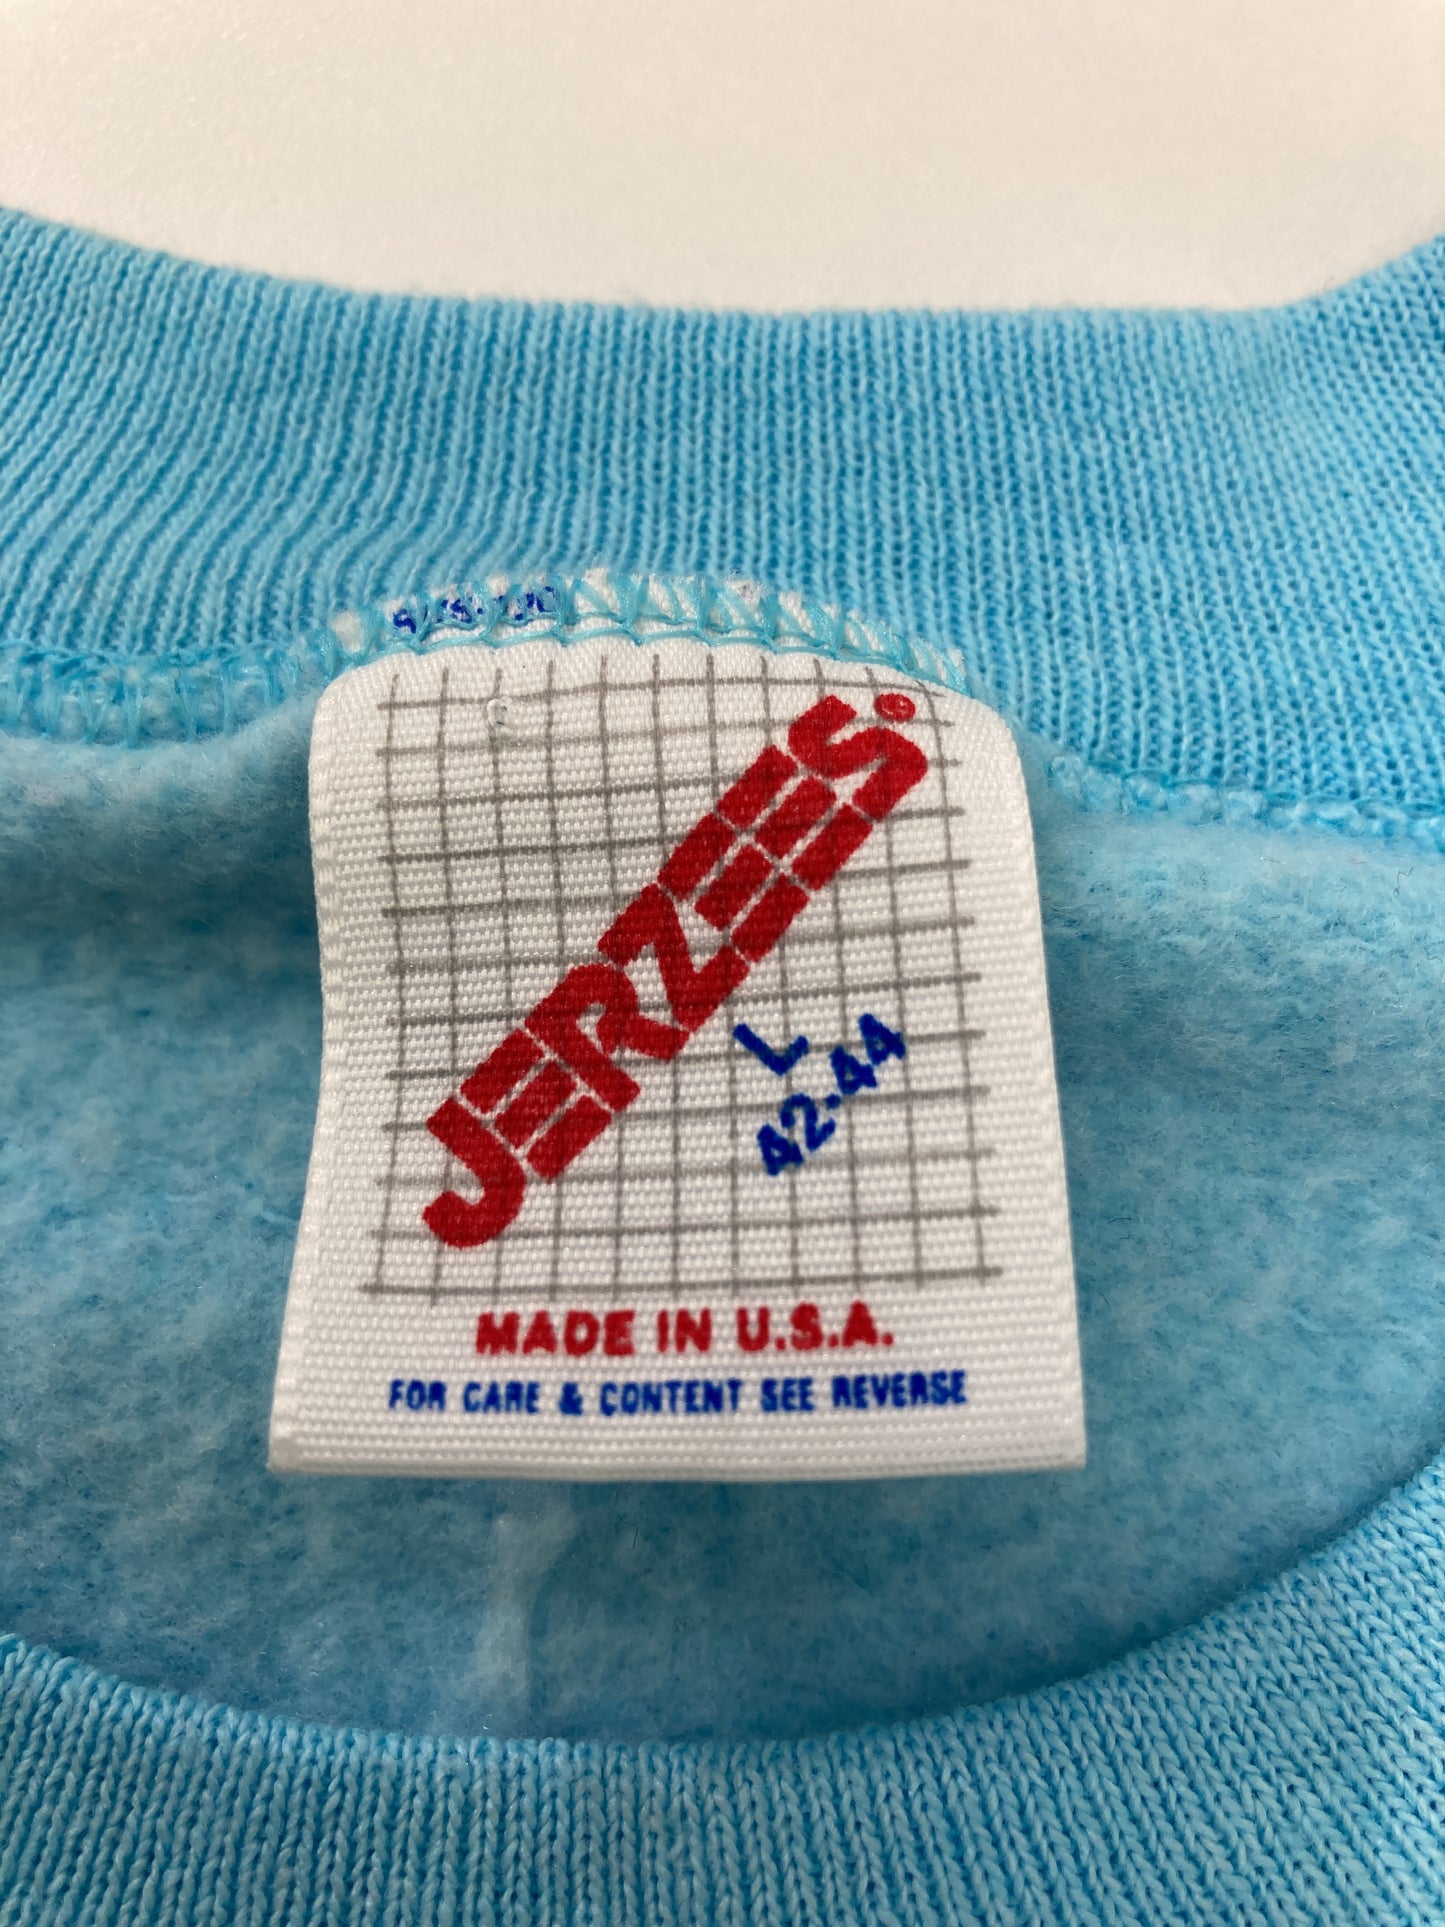 JERZEES
L
42-44
MADE IN U.S.A.
FOR CARE & CONTENT SEE REVERSE